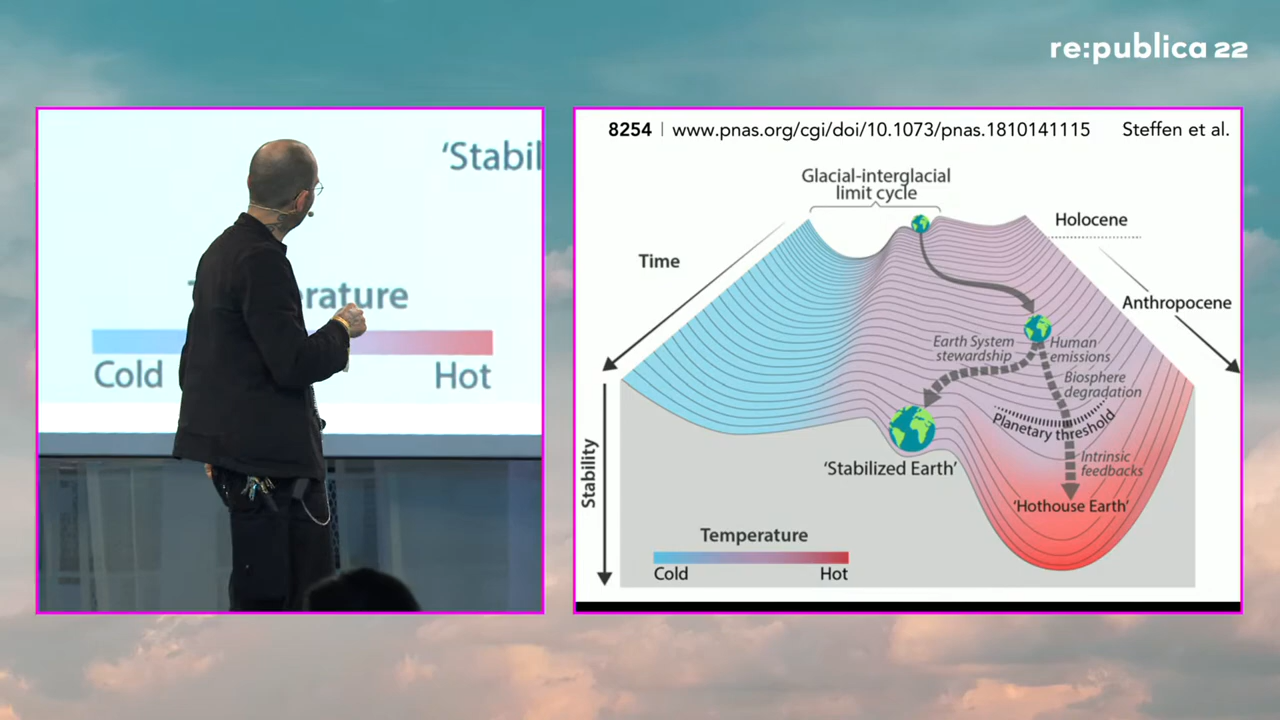 re:publica 22
'Stabil
erature
Cold
Hot
8254 | www.pnas.org/cgi/doi/10.1073/pnas.1810141115 Steffen et al.
Glacial-interglacial
limit cycle
Holocene
Time
Anthropocene
Earth System
stewardship
Human
emissions
Biosphere
degradation
Planetary threshold
Intrinsic
feedbacks
Stability
'Stabilized Earth'
'Hothouse Earth'
Temperature
Cold
Hot